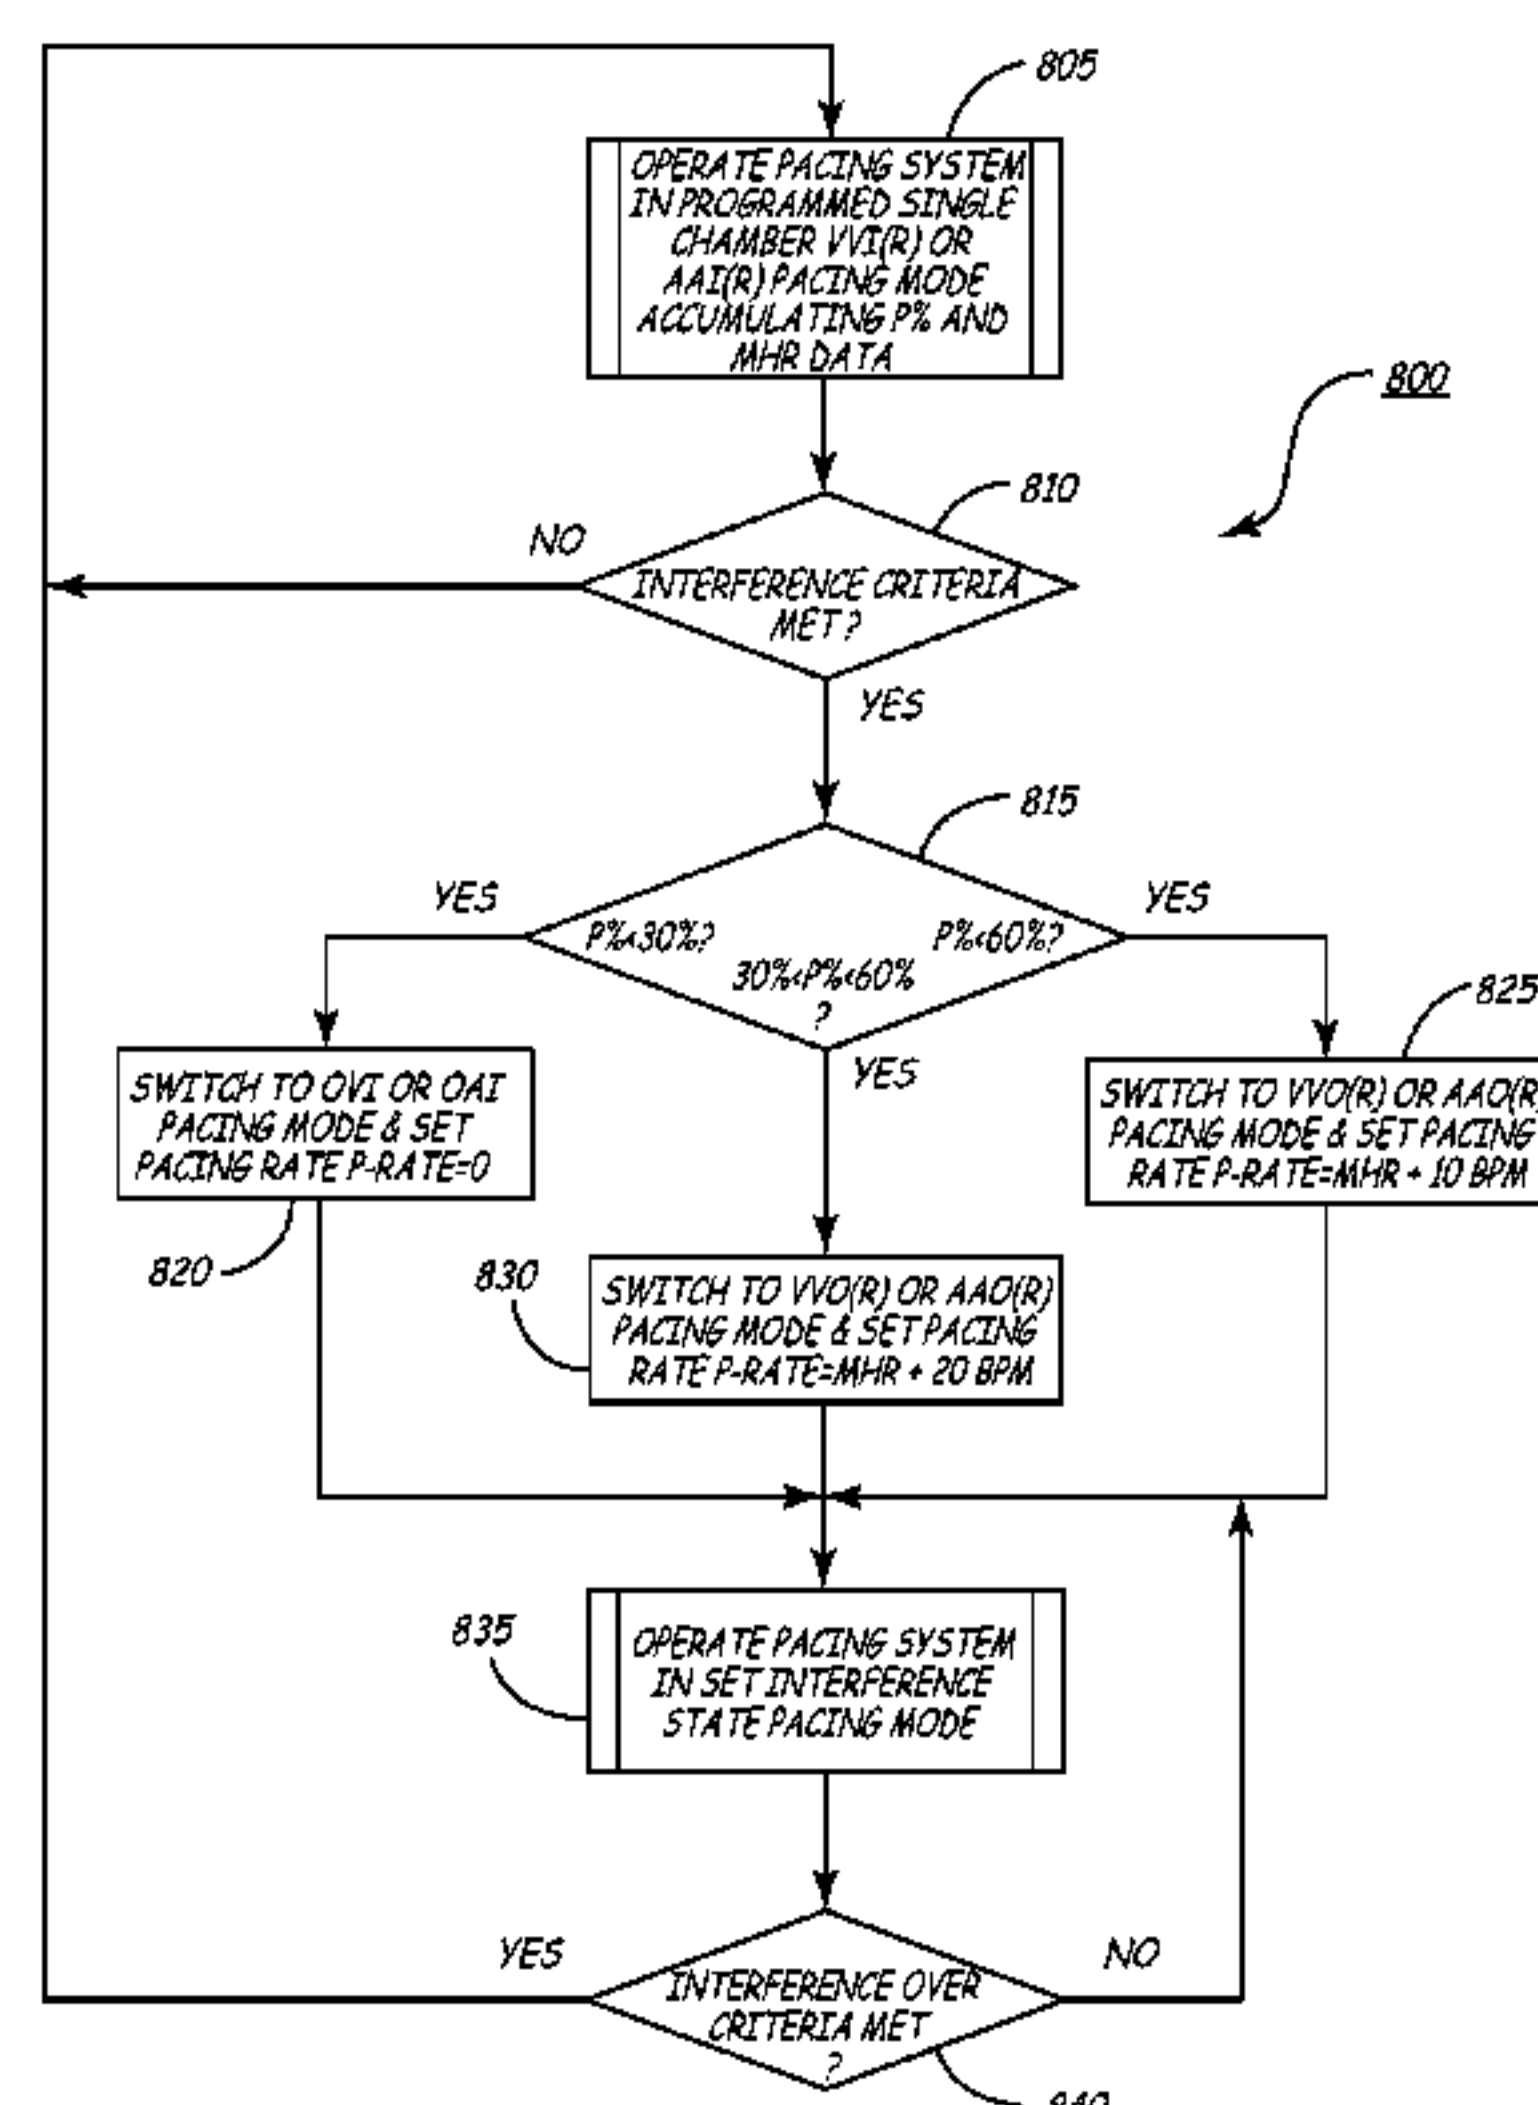 805
OPERATE PACING SYSTEM
IN PROGRAMMED SINGLE
CHAMBER VVI(R) OR
AAI(R) PACING MODE
ACCUMULATING P% AND
MHR DATA
800
810
NO
INTERFERENCE CRITERIA
MET?
YES
815
YES
YES
P%<30%?
P%<60%?
30%<P%<60%
?
YES
825
SWITCH TO OVI OR OAI
PACING MODE & SET
PACING RATE P-RATE=0
SWITCH TO VVO(R) OR AAO(R)
PACING MODE & SET PACING
RATE P-RATE=MHR + 10 BPM
820
830
SWITCH TO VVO(R) OR AAO(R)
PACING MODE & SET PACING
RATE P-RATE=MHR + 20 BPM
835
OPERATE PACING SYSTEM
IN SET INTERFERENCE
STATE PACING MODE
YES
NO
INTERFERENCE OVER
CRITERIA MET
?
840